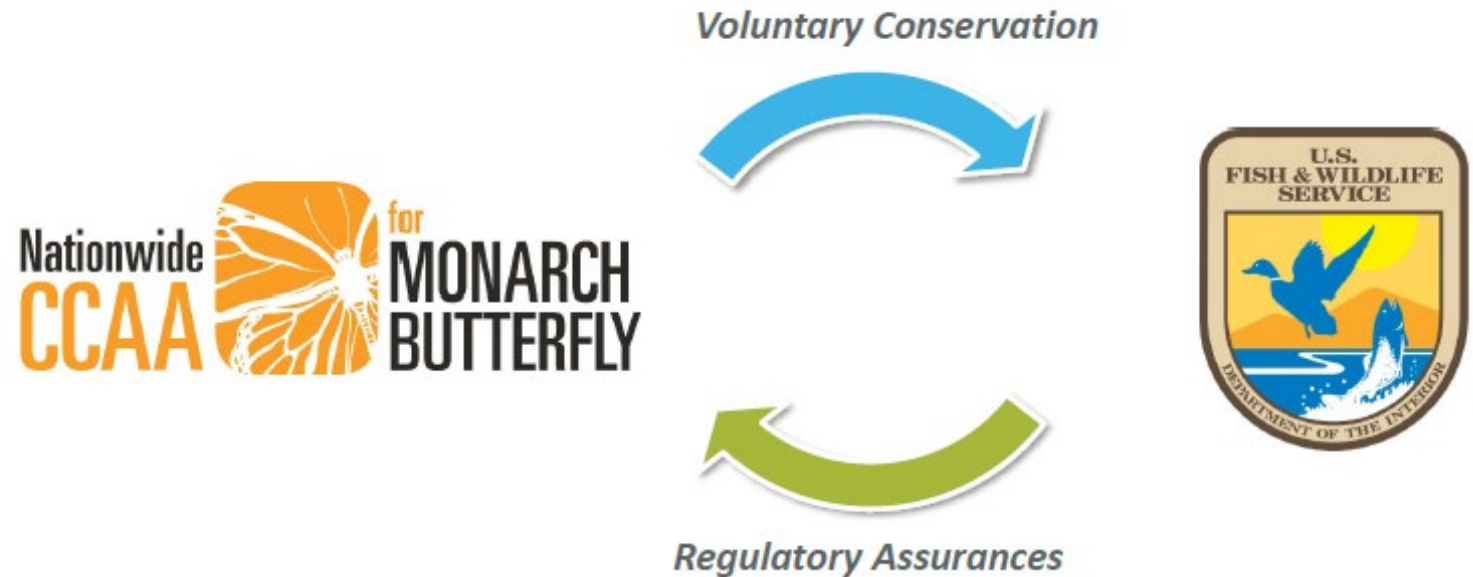 Voluntary Conservation
Nationwide
CCAA
for
MONARCH
BUTTERFLY
U.S.
FISH & WILDLIFE
SERVICE
DEPARTMENT OF THE INTERIOR
Regulatory Assurances